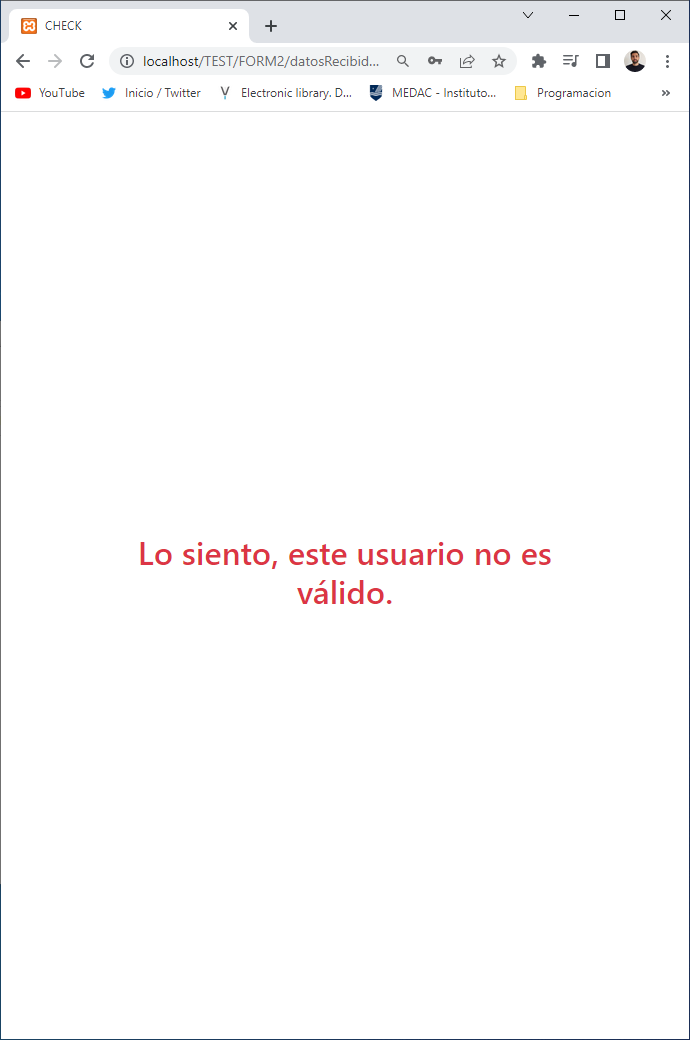 CHECK
localhost/TEST/FORM2/datosRecibid...
YouTube Inicio / Twitter Electronic library. D... MEDAC - Instituto... Programacion
Lo siento, este usuario no es
válido.